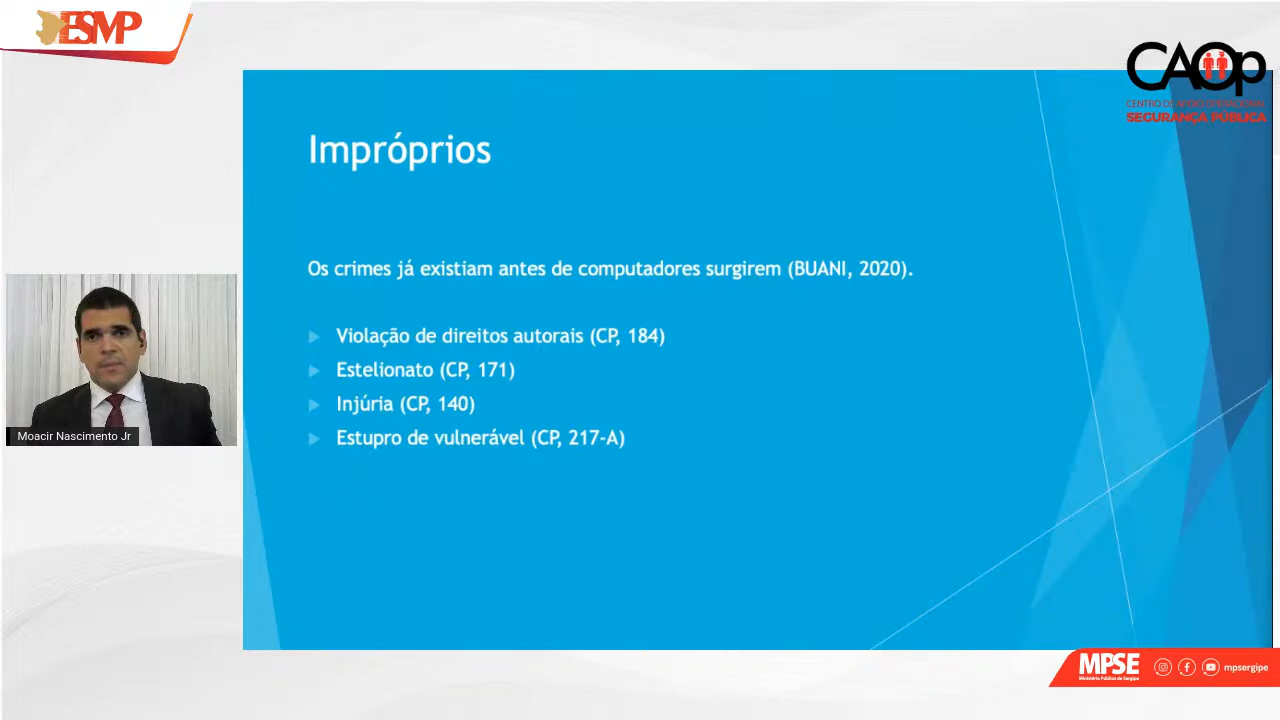 ESMP
CAOp
CENTRO DE APOIO OPERACIONAL
SEGURANÇA PÚBLICA
Impróprios
Os crimes já existiam antes de computadores surgirem (BUANI, 2020).
Violação de direitos autorais (CP, 184)
Estelionato (CP, 171)
Injúria (CP, 140)
Estupro de vulnerável (CP, 217-A)
Moacir Nascimento Jr
MPSE
Ministério Público de Sergipe
mpsergipe